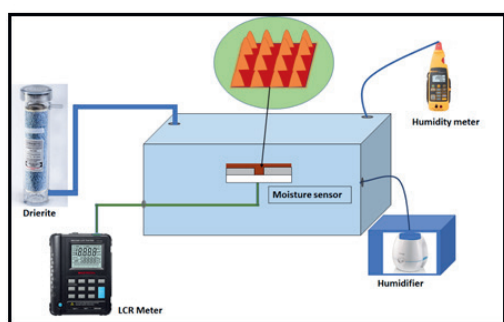 Humidity meter
Drierite
Moisture sensor
Humidifier
LCR Meter